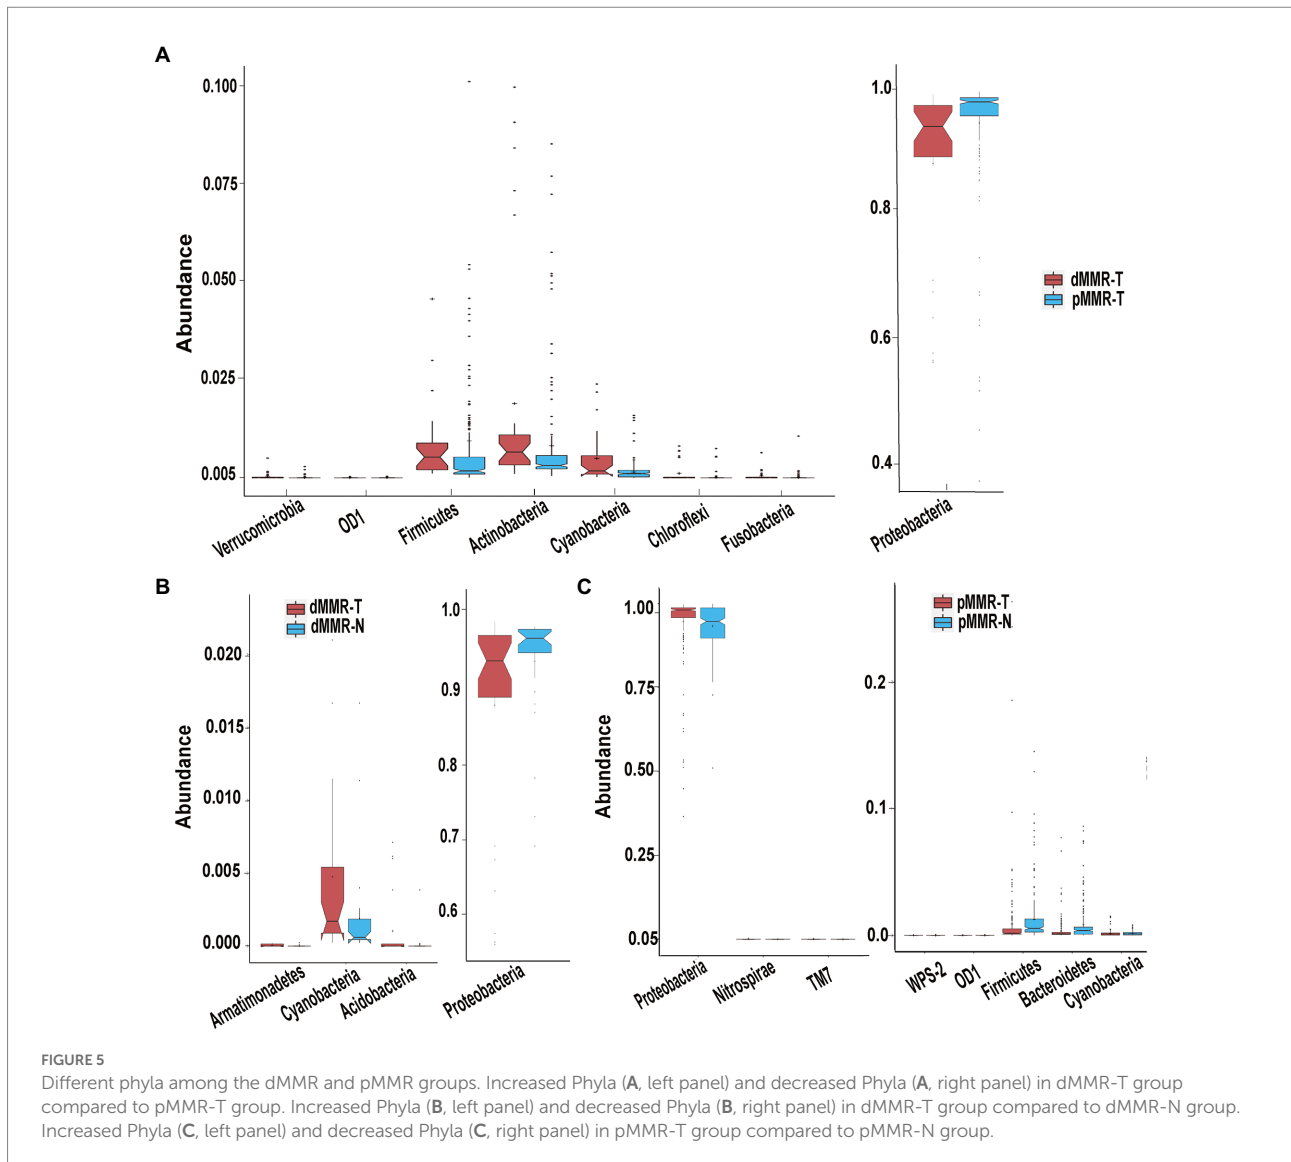 A
Abundance
0.100
0.075
0.050
0.025
0.005
Verrucomicrobia
OD1
Firmicutes
Actinobacteria
Cyanobacteria
Chloroflexi
Fusobacteria
1.0
0.8
0.6
0.4
Proteobacteria
dMMR-T
pMMR-T
B
dMMR-T
dMMR-N
Abundance
0.020
0.015
0.010
0.005
0.000
Armatimonadetes
Cyanobacteria
Acidobacteria
1.0
0.9
0.8
0.7
0.6
Proteobacteria
C
Abundance
1.00
0.75
0.50
0.25
0.05
Proteobacteria
Nitrospirae
TM7
pMMR-T
pMMR-N
0.2
0.1
0.0
WPS-2
OD1
Firmicutes
Bacteroidetes
Cyanobacteria
FIGURE 5
Different phyla among the dMMR and pMMR groups. Increased Phyla (A, left panel) and decreased Phyla (A, right panel) in dMMR-T group
compared to pMMR-T group. Increased Phyla (B, left panel) and decreased Phyla (B, right panel) in dMMR-T group compared to dMMR-N group.
Increased Phyla (C, left panel) and decreased Phyla (C, right panel) in pMMR-T group compared to pMMR-N group.